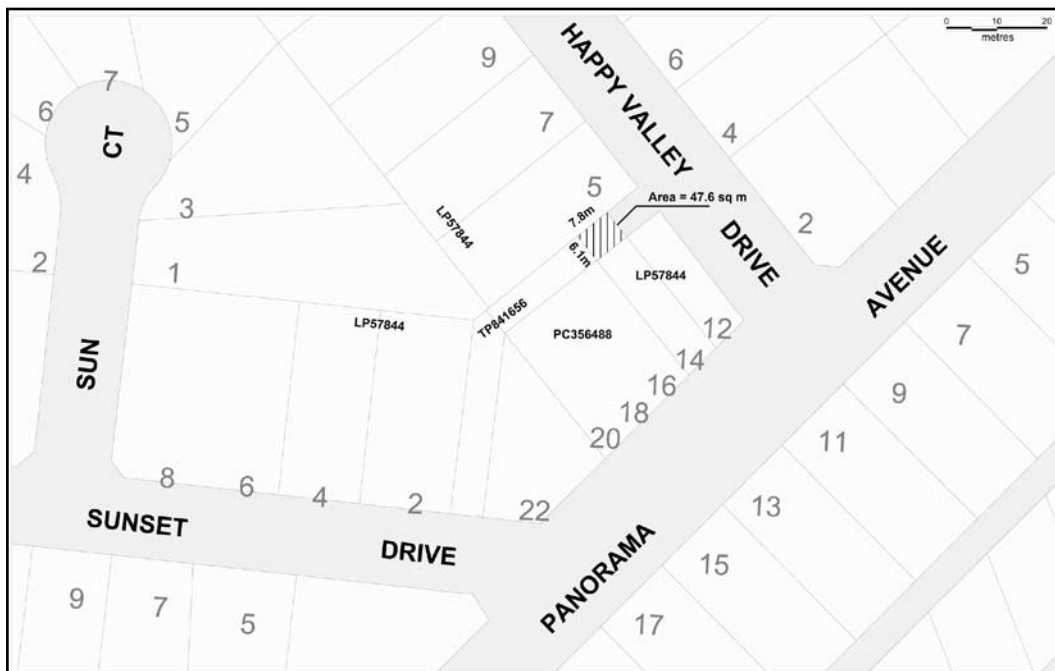 0 10 20
metres
HAPPY VALLEY
DRIVE
6
9
7
6
5
CT
7
4
4
5
Area = 47.6 sq m
3
7.8m
LP57844
2
6.1m
AVENUE
5
2
1
LP57844
TP841656
LP57844
PC356488
12
7
SUN
14
16
9
18
11
20
8
6
4
2
22
13
SUNSET
DRIVE
PANORAMA
15
9
7
5
17